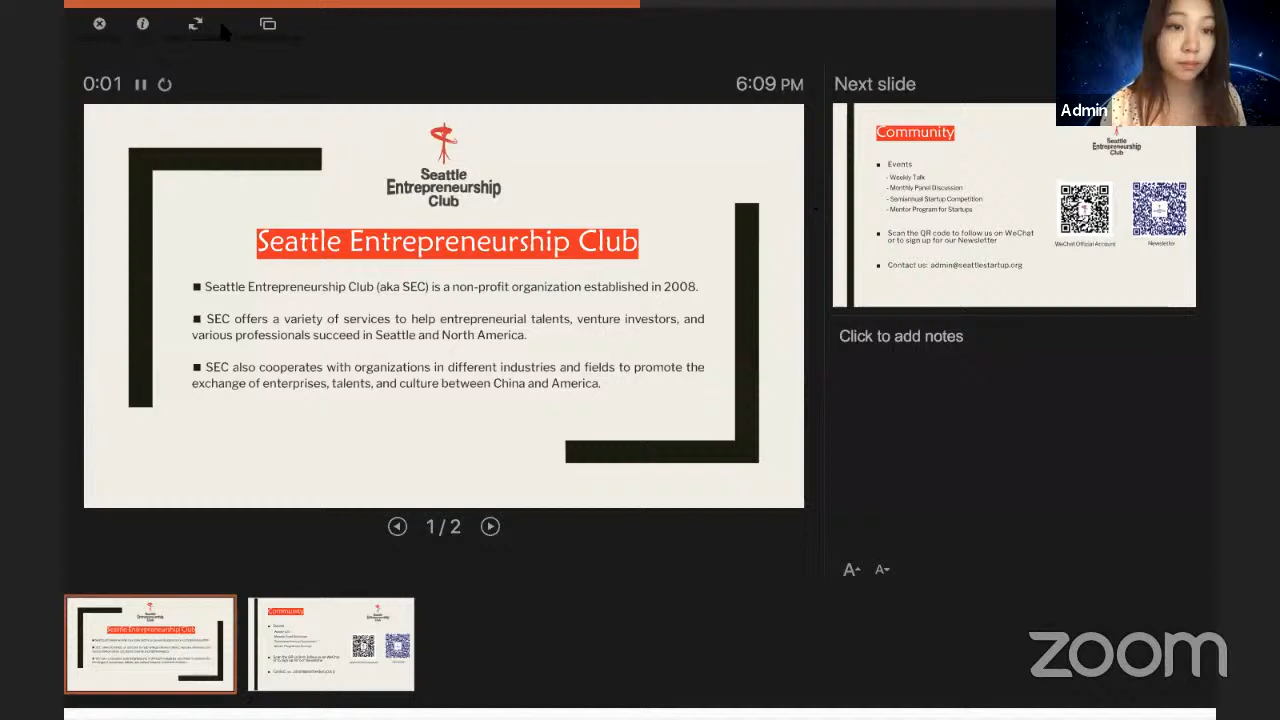 0:01
6:09 PM
Next slide
Admin
Seattle
Entrepreneurship
Club
Seattle Entrepreneurship Club
■ Seattle Entrepreneurship Club (aka SEC) is a non-profit organization established in 2008.
■ SEC offers a variety of services to help entrepreneurial talents, venture investors, and
various professionals succeed in Seattle and North America.
■ SEC also cooperates with organizations in different industries and fields to promote the
exchange of enterprises, talents, and culture between China and America.
Community
Seattle
Entrepreneurship
Club
■ Events
- Weekly Talk
- Monthly Panel Discussion
- Semiannual Startup Competition
- Mentor Program for Startups
■ Scan the QR code to follow us on WeChat
or to sign up for our Newsletter
■ Contact us: admin@seattlestartup.org
WeChat Official Account
Newsletter
Click to add notes
1/2
A
A
Seattle Entrepreneurship Club
Community
zoom